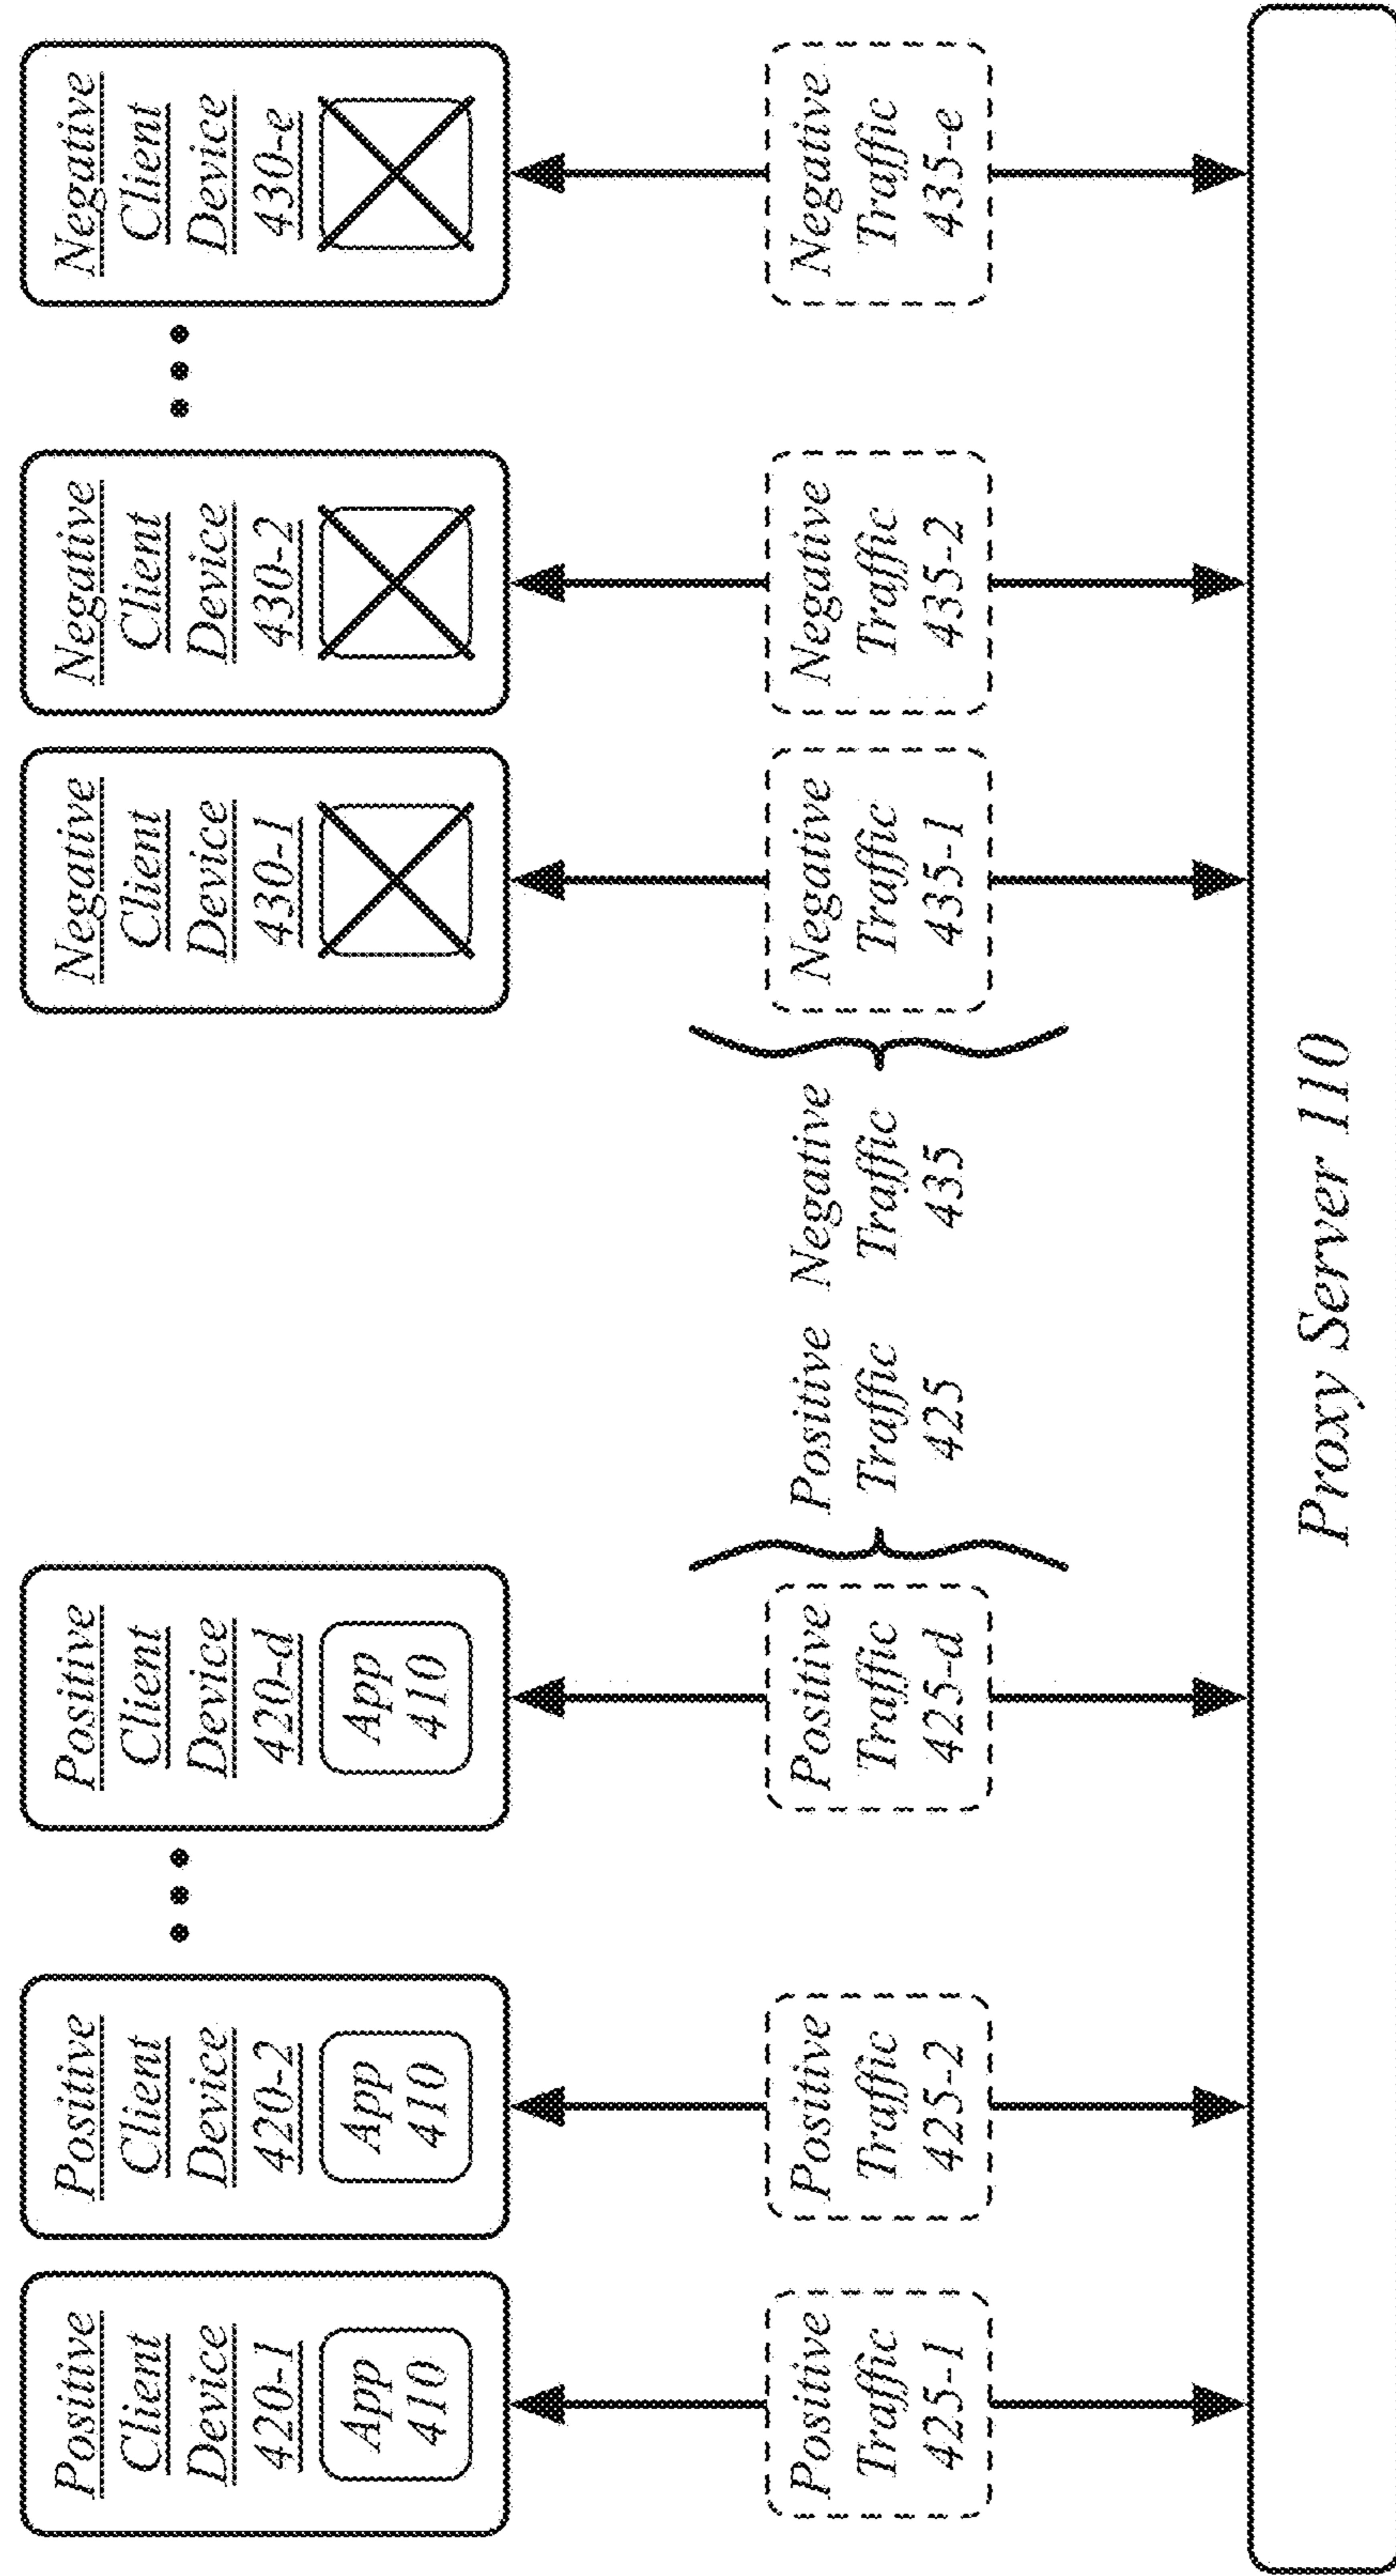 Positive
Client
Device
420-1
App
410
Positive
Client
Device
420-2
App
410
Positive
Client
Device
420-d
App
410
Negative
Client
Device
430-1
Negative
Client
Device
430-2
Negative
Client
Device
430-e
Positive
Traffic
425-1
Positive
Traffic
425-2
Positive
Traffic
425-d
Positive
Traffic
425
Negative
Traffic
435
Negative
Traffic
435-1
Negative
Traffic
435-2
Negative
Traffic
435-e
Proxy Server 110